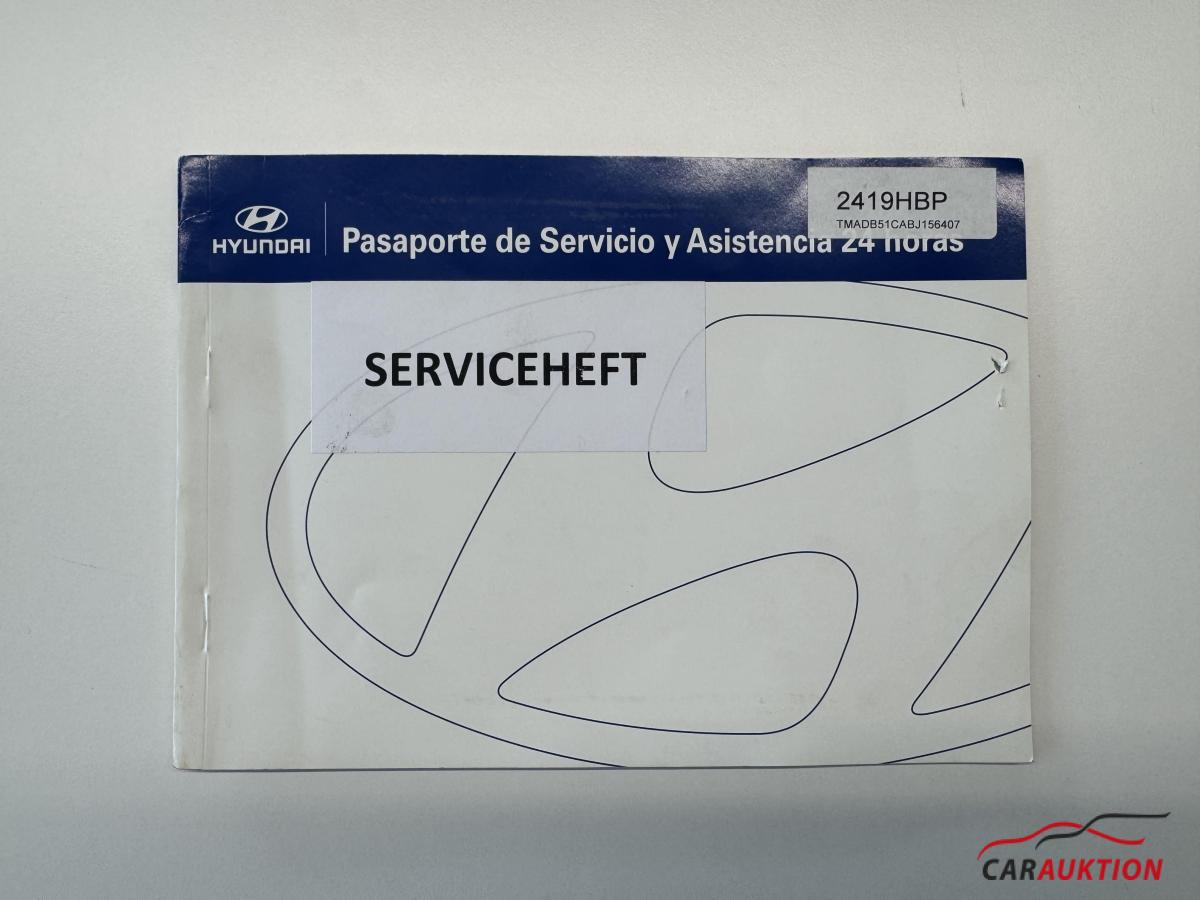 2419HBP
TMADB51CABJ156407
HYUNDAI
Pasaporte de Servicio y Asistencia 24 horas
SERVICEHEFT
CARAUKTION